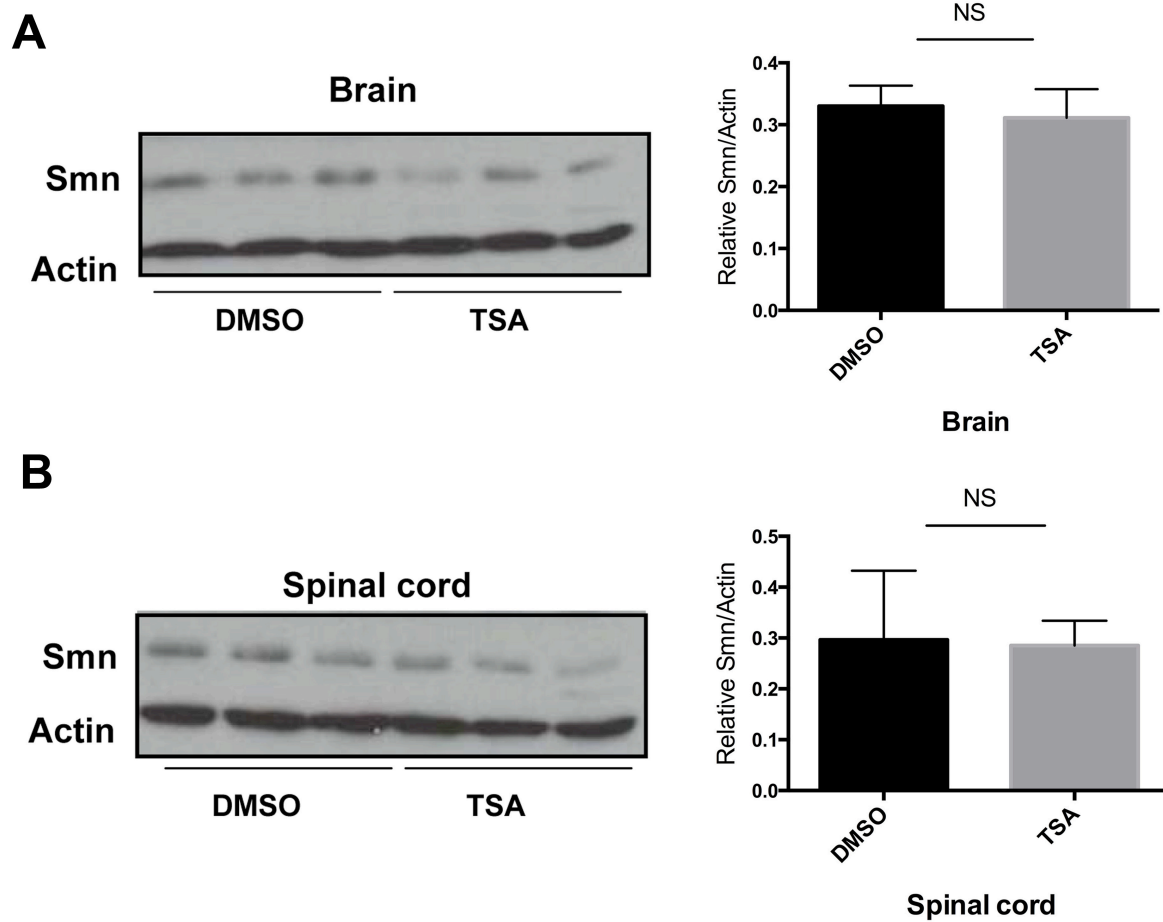 A
Brain
Smn
Actin
DMSO TSA
NS
Relative Smn/Actin
0.4
0.3
0.2
0.1
0.0
DMSO TSA
Brain
B
Spinal cord
Smn
Actin
DMSO TSA
NS
Relative Smn/Actin
0.5
0.4
0.3
0.2
0.1
0.0
DMSO TSA
Spinal cord